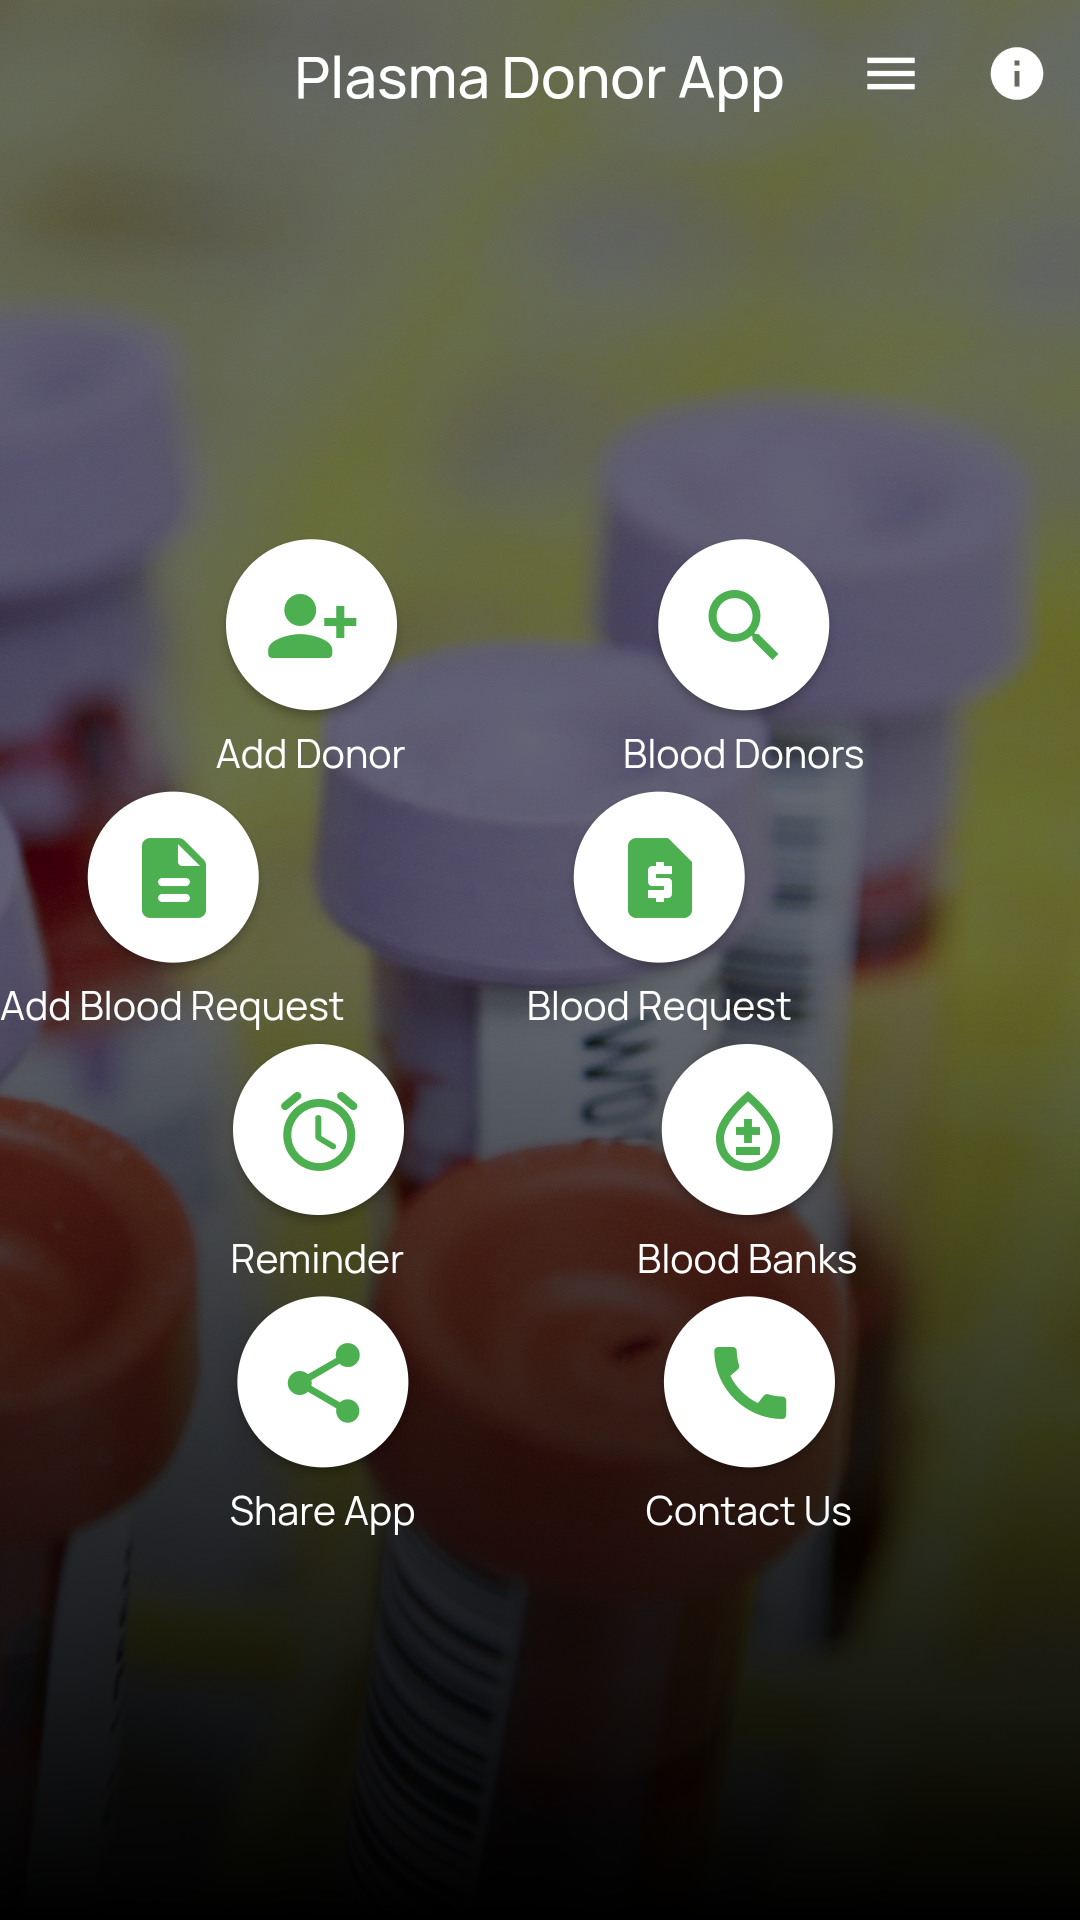 Plasma Donor App
Add Donor
Blood Donors
Add Blood Request
Blood Request
Reminder
Blood Banks
Share App
Contact Us